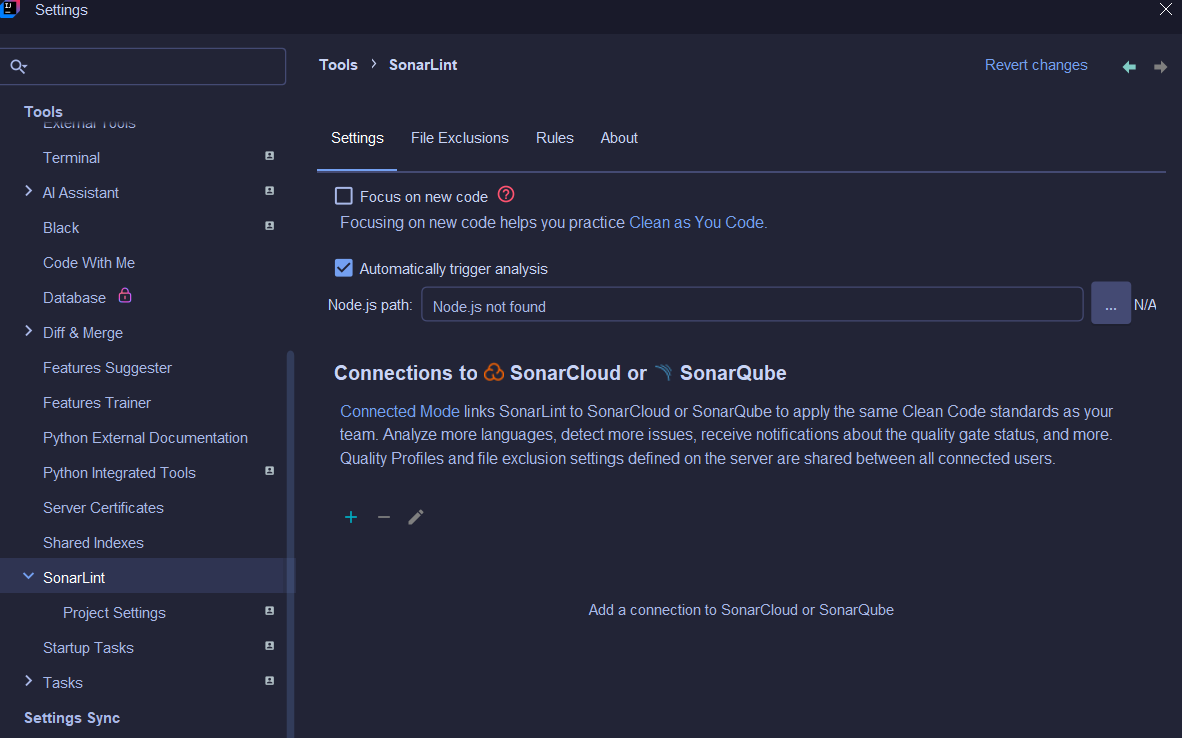 Settings
Tools > SonarLint
Revert changes
Tools
External Tools
Terminal
AI Assistant
Black
Code With Me
Database
Diff & Merge
Features Suggester
Features Trainer
Python External Documentation
Python Integrated Tools
Server Certificates
Shared Indexes
SonarLint
Project Settings
Startup Tasks
Tasks
Settings Sync
Settings File Exclusions Rules About
Focus on new code
Focusing on new code helps you practice Clean as You Code.
Automatically trigger analysis
Node.js path: Node.js not found ... N/A
Connections to SonarCloud or SonarQube
Connected Mode links SonarLint to SonarCloud or SonarQube to apply the same Clean Code standards as your
team. Analyze more languages, detect more issues, receive notifications about the quality gate status, and more.
Quality Profiles and file exclusion settings defined on the server are shared between all connected users.
Add a connection to SonarCloud or SonarQube